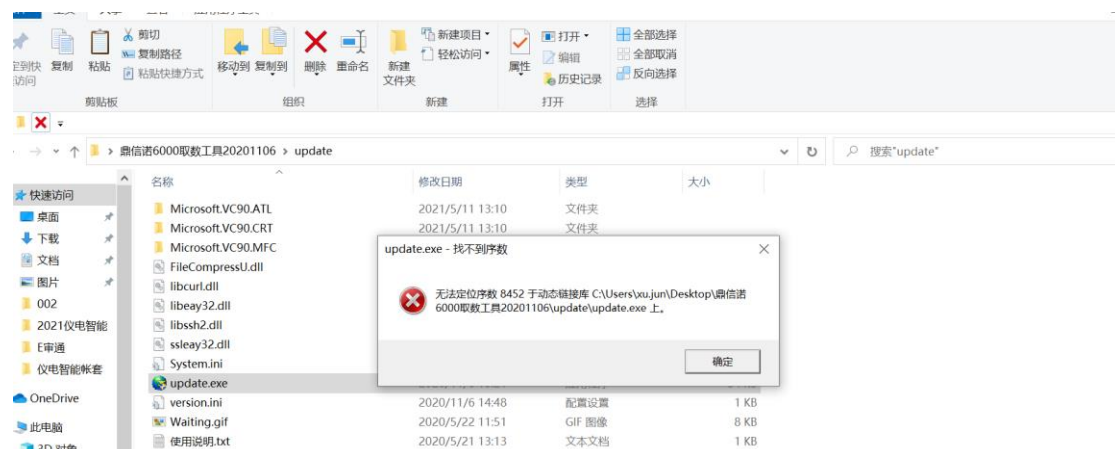 剪切
复制路径
粘贴快捷方式
复制
粘贴
移动到 复制到
删除 重命名
新建
文件夹
新建项目
轻松访问
属性
打开
编辑
历史记录
全部选择
全部取消
反向选择
剪贴板
组织
新建
打开
选择
鼎信诺6000取数工具20201106 › update
搜索"update"
名称
修改日期
类型
大小
快速访问
桌面
下载
文档
图片
002
2021仪电智能
E审通
仪电智能帐套
OneDrive
此电脑
Microsoft.VC90.ATL 2021/5/11 13:10 文件夹
Microsoft.VC90.CRT 2021/5/11 13:10 文件夹
Microsoft.VC90.MFC
FileCompressU.dll
libcurl.dll
libeay32.dll
libssh2.dll
ssleay32.dll
System.ini
update.exe
version.ini 2020/11/6 14:48 配置设置 1 KB
Waiting.gif 2020/5/22 11:51 GIF 图像 8 KB
使用说明.txt 2020/5/21 13:13 文本文档 1 KB
update.exe - 找不到序数
无法定位序数 8452 于动态链接库 C:\Users\xu.jun\Desktop\鼎信诺
6000取数工具20201106\update\update.exe 上。
确定